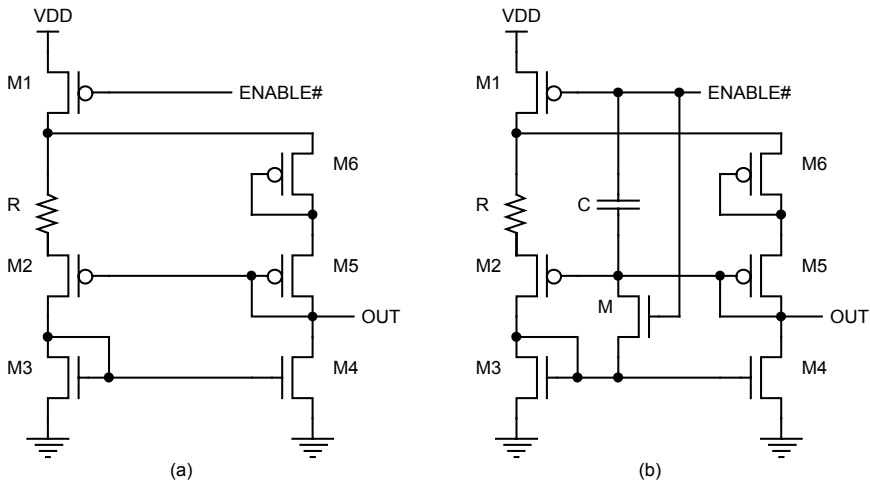 VDD
M1
ENABLE#
M6
R
M2
M5
OUT
M3
M4
(a)
VDD
M1
ENABLE#
M6
R
C
M2
M5
M
OUT
M3
M4
(b)